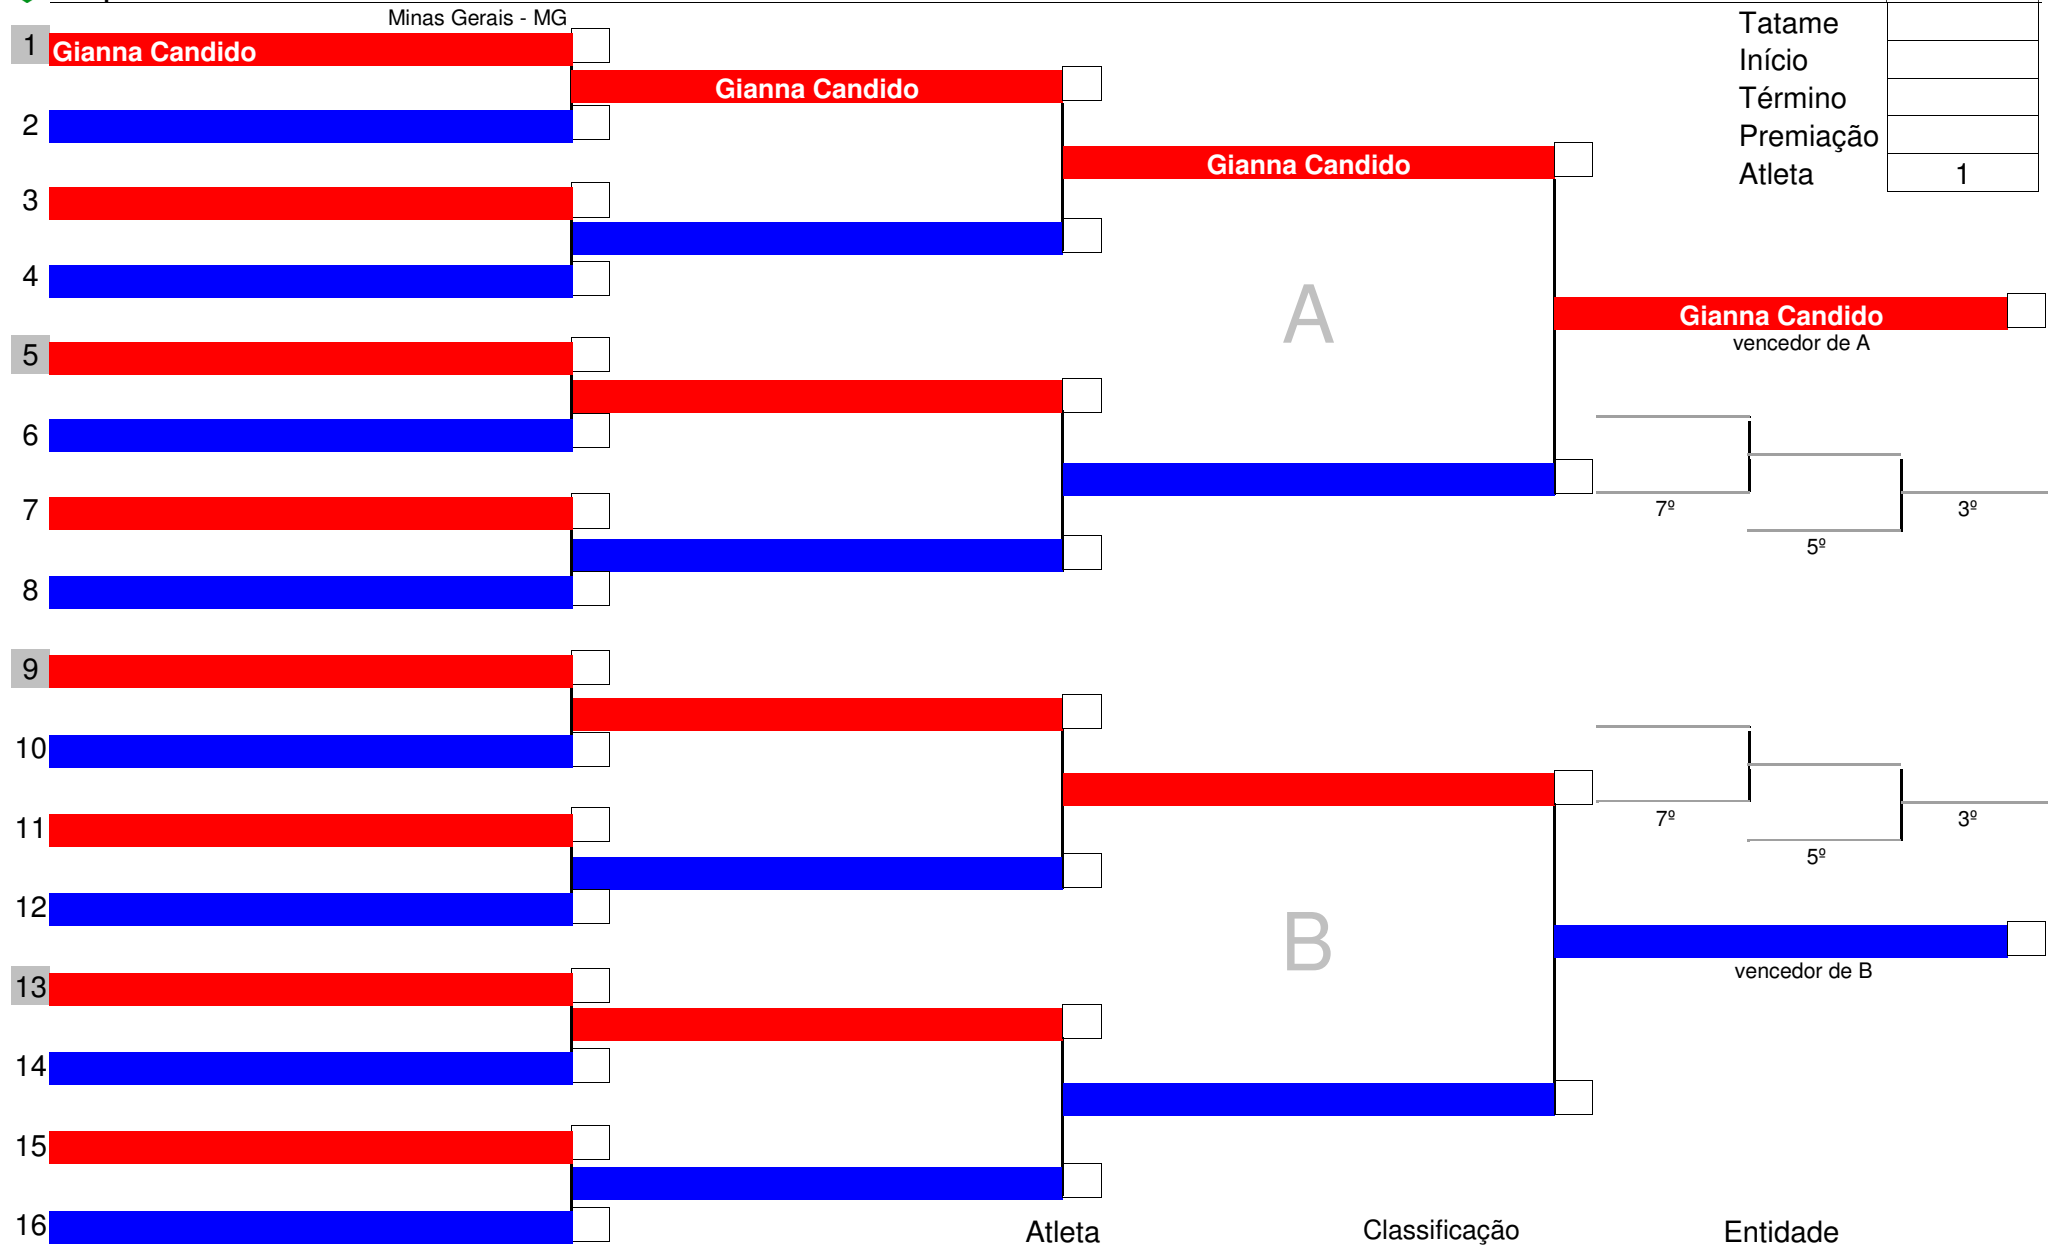 Minas Gerais - MG
Tatame
1
Gianna Candido
Início
Gianna Candido
Término
2
Premiação
Gianna Candido
Atleta 1
3
4
A
Gianna Candido
vencedor de A
5
6
7
7º
3º
5º
8
9
10
11
7º
3º
5º
12
B
vencedor de B
13
14
15
16
Atleta Classificação Entidade